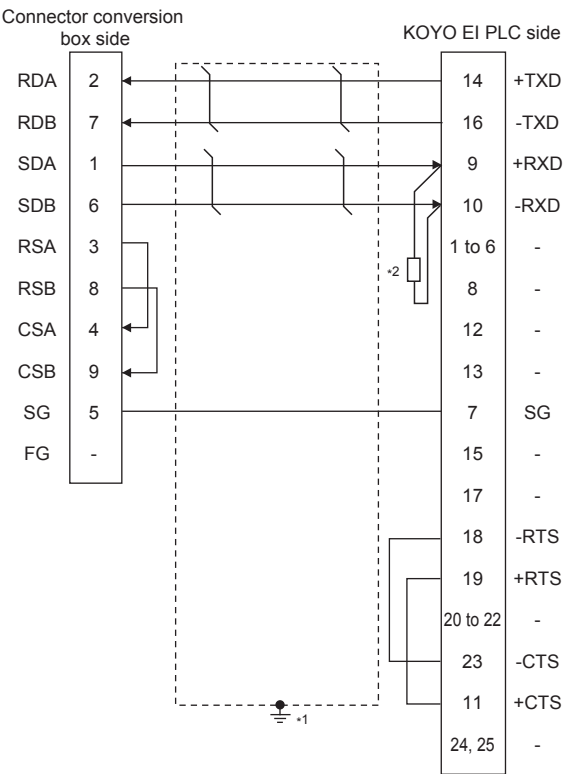 Connector conversion
box side
KOYO EI PLC side
RDA 2 14 +TXD
RDB 7 16 -TXD
SDA 1 9 +RXD
SDB 6 10 -RXD
RSA 3 1 to 6 -
*2
RSB 8 8 -
CSA 4 12 -
CSB 9 13 -
SG 5 7 SG
FG - 15 -
17 -
18 -RTS
19 +RTS
20 to 22 -
23 -CTS
11 +CTS
*1
24, 25 -